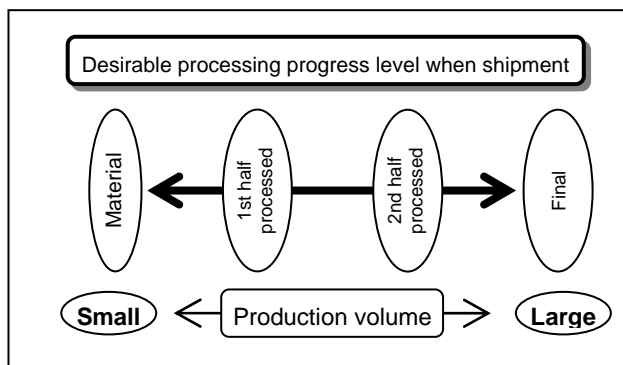 Desirable processing progress level when shipment
Material
1st half
processed
2nd half
processed
Final
Small
Production volume
Large